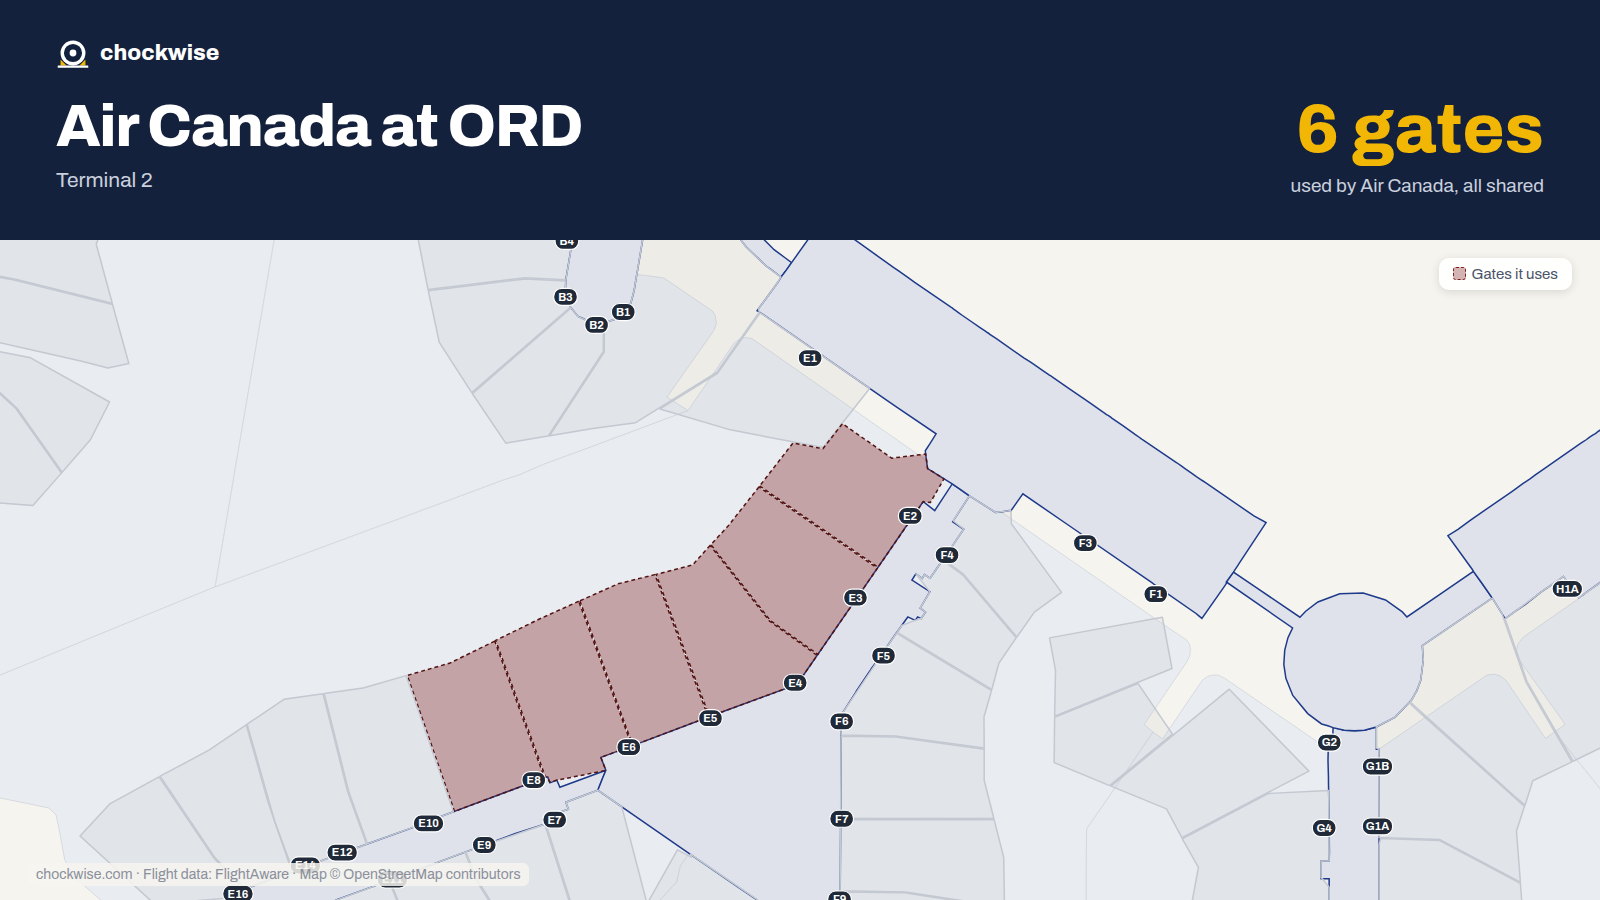 chockwise
Air Canada at ORD
Terminal 2
6 gates
used by Air Canada, all shared
Gates it uses
B4
B3
B1
B2
E1
E2
F4
F3
F1
H1A
E3
F5
E4
E5
F6
E6
G2
G1B
E8
E10
E7
F7
G4
G1A
E12
E9
chockwise.com · Flight data: FlightAware · Map © OpenStreetMap contributors
E16
F9